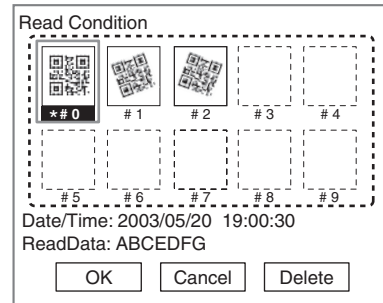 Read Condition
*# 0 # 1 # 2 # 3 # 4
# 5 # 6 # 7 # 8 # 9
Date/Time: 2003/05/20 19:00:30
ReadData: ABCEDFG
OK Cancel Delete